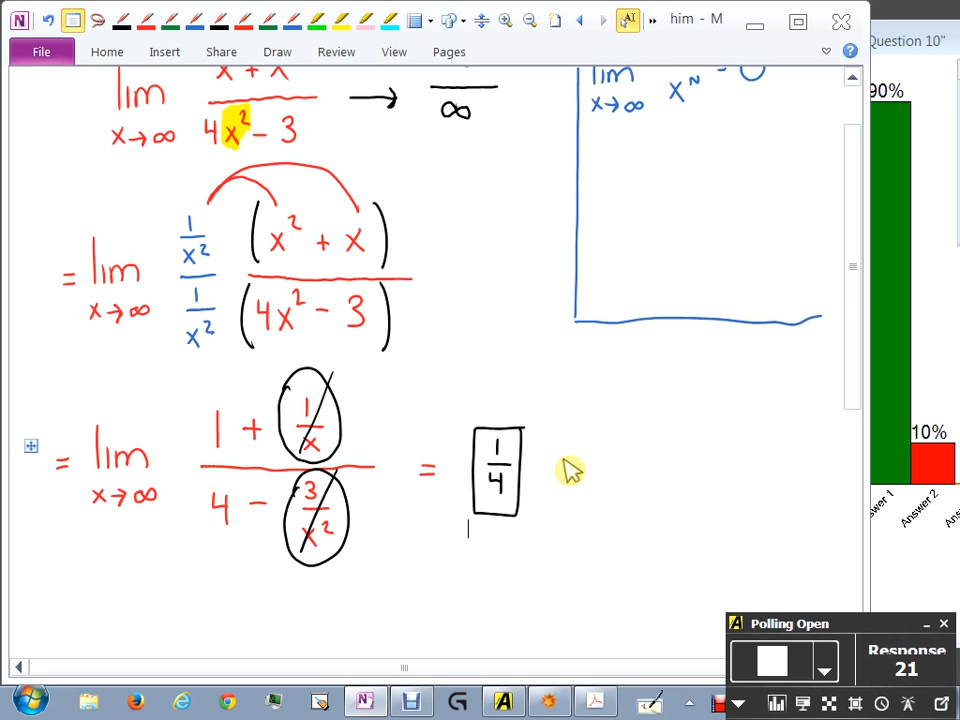 him - M
Question 10"
File Home Insert Share Draw Review View Pages
lim x→∞ x² + x / 4x² - 3 → / ∞
lim x→∞ x^N = 0
= lim x→∞ 1/x² (x² + x) / 1/x² (4x² - 3)
= lim x→∞ 1 + 1/x / 4 - 3/x² = 1/4
90%
10%
Answer 1
Answer 2
Polling Open
Response
21